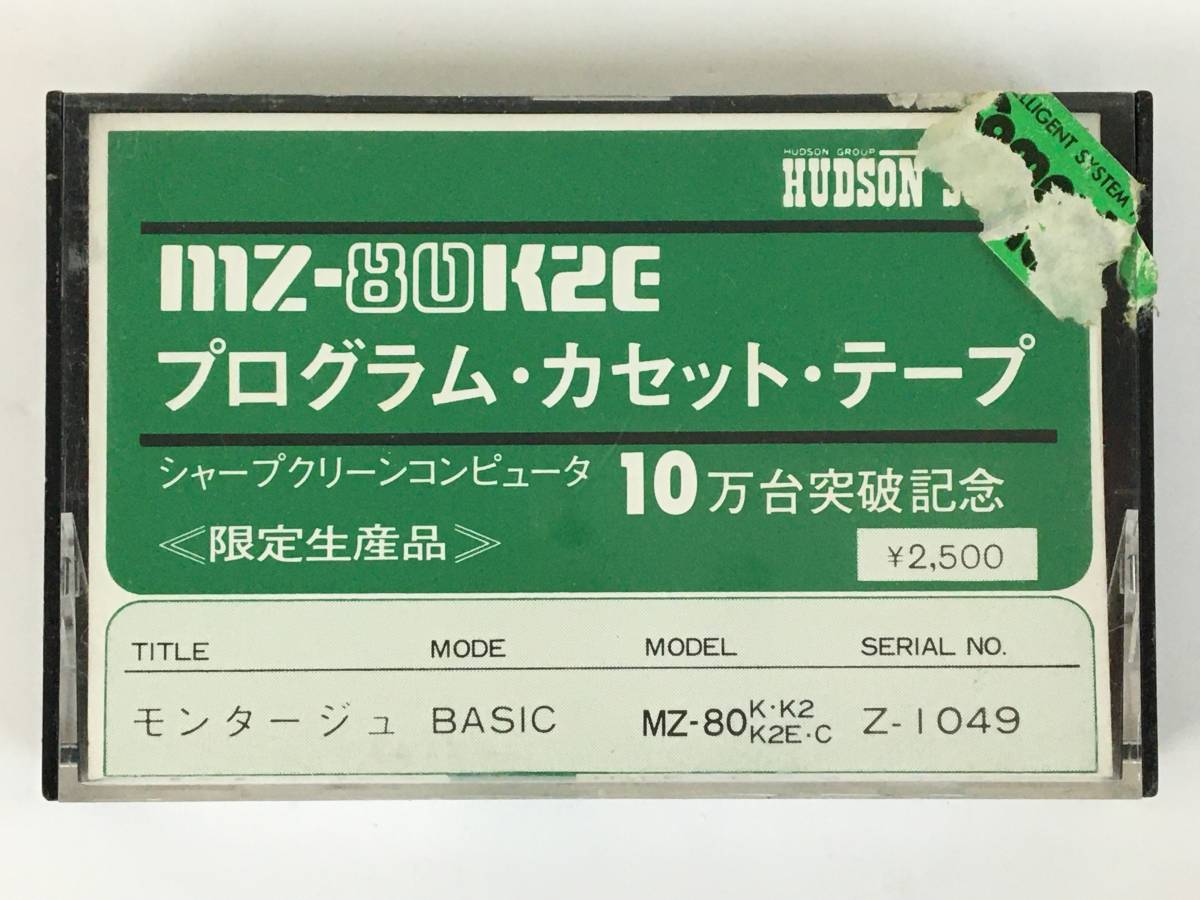 HUDSON GROUP
HUDSON
LLIGENT SYSTEM
MZ-80K2E
プログラム・カセット・テープ
シャープクリーンコンピュータ 10万台突破記念
≪限定生産品≫
¥2,500
TITLE MODE MODEL SERIAL NO.
モンタージュ BASIC MZ-80 K・K2 K2E・C Z-1049